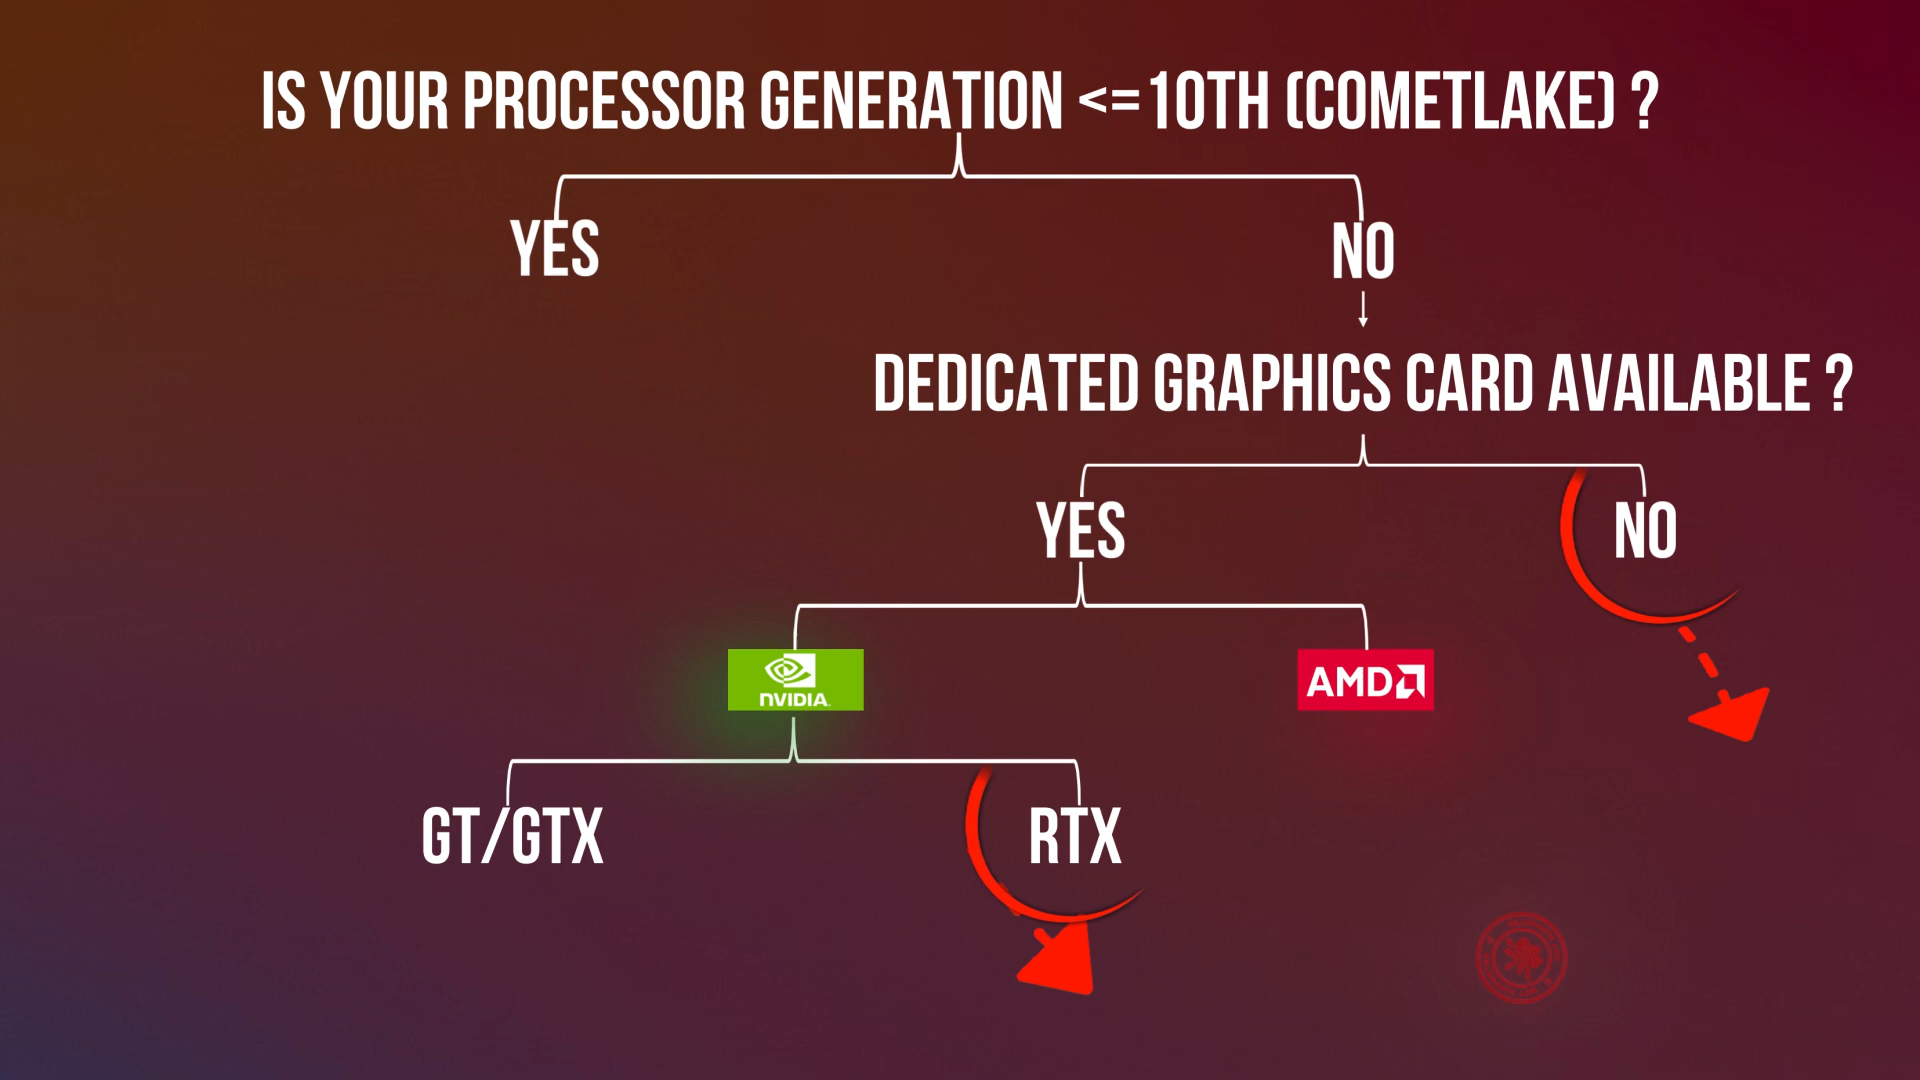 IS YOUR PROCESSOR GENERATION <=10TH (COMETLAKE) ?
YES
NO
DEDICATED GRAPHICS CARD AVAILABLE ?
YES
NO
NVIDIA.
AMD
GT/GTX
RTX